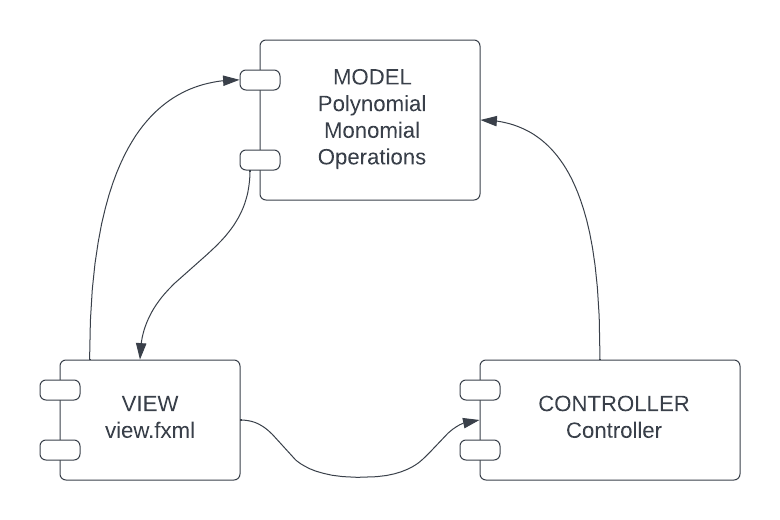 MODEL
Polynomial
Monomial
Operations
VIEW
view.fxml
CONTROLLER
Controller